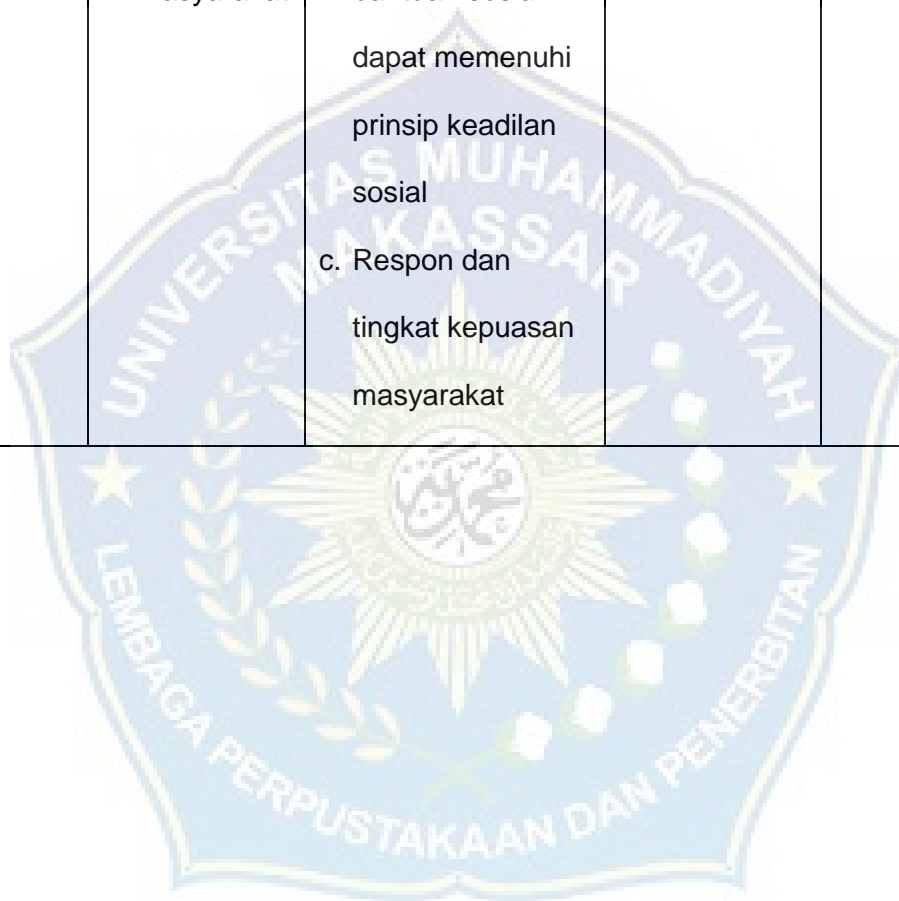 dapat memenuhi
prinsip keadilan
sosial
c. Respon dan
tingkat kepuasan
masyarakat
UNIVERSITAS MUHAMMADIYAH
MAKASSAR
LEMBAGA PERPUSTAKAAN DAN PENERBITAN